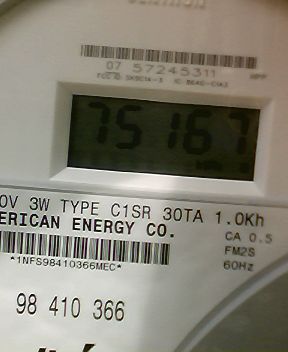 07 57245311
75167
0V 3W TYPE C1SR 30TA 1.0Kh
ERICAN ENERGY CO.
CA 0.5
FM2S
*1NFS98410366MEC*
60Hz
98 410 366